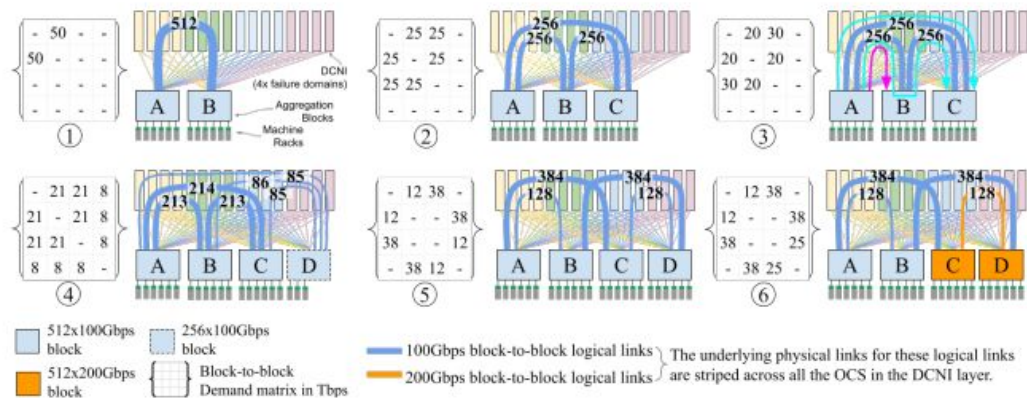 - 50 - -
50 - - -
- - - -
- - - -
①
512
DCNI
(4x failure domains)
A B
Aggregation
Blocks
Machine
Racks
- 25 25 -
25 - 25 -
25 25 - -
- - - -
②
256
256 256
A B C
- 20 30 -
20 - 20 -
30 20 - -
- - - -
③
256
256 256
A B C
- 21 21 8
21 - 21 8
21 21 - 8
8 8 8 -
④
85
214 86
213 213 85
A B C D
- 12 38 -
12 - - 38
38 - - 12
- 38 12 -
⑤
384 384
128 128
A B C D
- 12 38 -
12 - - 38
38 - - 25
- 38 25 -
⑥
384 384
128 128
A B C D
512x100Gbps
block
256x100Gbps
block
512x200Gbps
block
Block-to-block
Demand matrix in Tbps
100Gbps block-to-block logical links
200Gbps block-to-block logical links
The underlying physical links for these logical links
are striped across all the OCS in the DCNI layer.